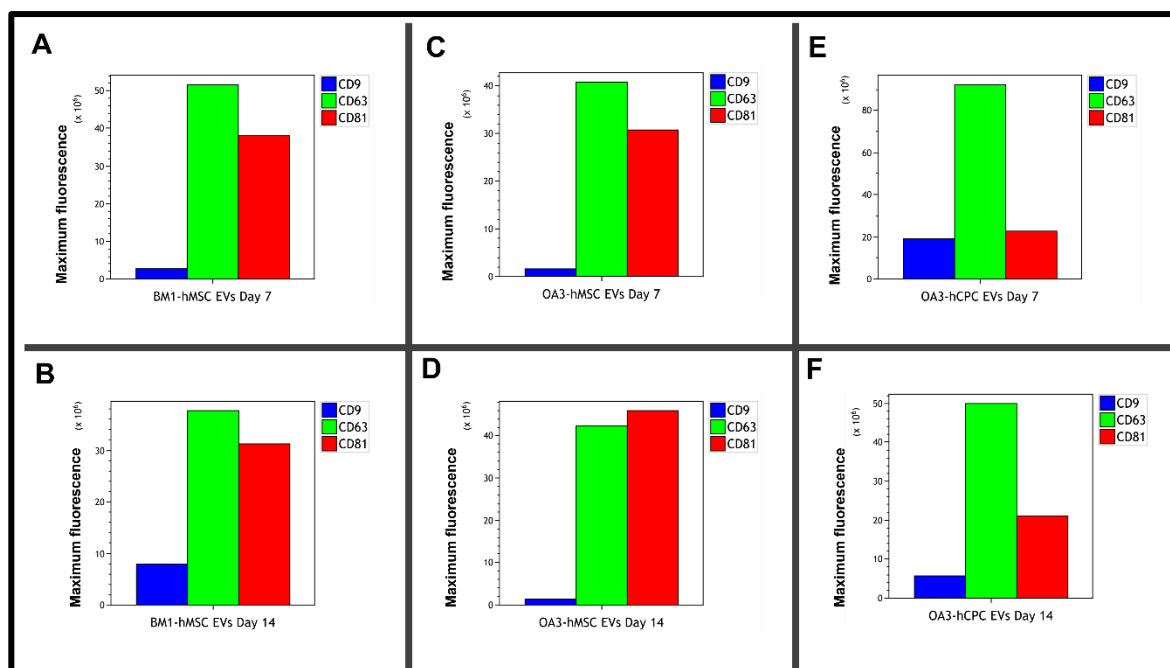 A
(x 10⁶)
Maximum fluorescence
50
40
30
20
10
0
CD9
CD63
CD81
BM1-hMSC EVs Day 7
C
(x 10⁶)
Maximum fluorescence
40
30
20
10
0
CD9
CD63
CD81
OA3-hMSC EVs Day 7
E
(x 10⁶)
Maximum fluorescence
80
60
40
20
0
CD9
CD63
CD81
OA3-hCPC EVs Day 7
B
(x 10⁶)
Maximum fluorescence
30
20
10
0
CD9
CD63
CD81
BM1-hMSC EVs Day 14
D
(x 10⁶)
Maximum fluorescence
40
30
20
10
0
CD9
CD63
CD81
OA3-hMSC EVs Day 14
F
(x 10⁶)
Maximum fluorescence
50
40
30
20
10
0
CD9
CD63
CD81
OA3-hCPC EVs Day 14